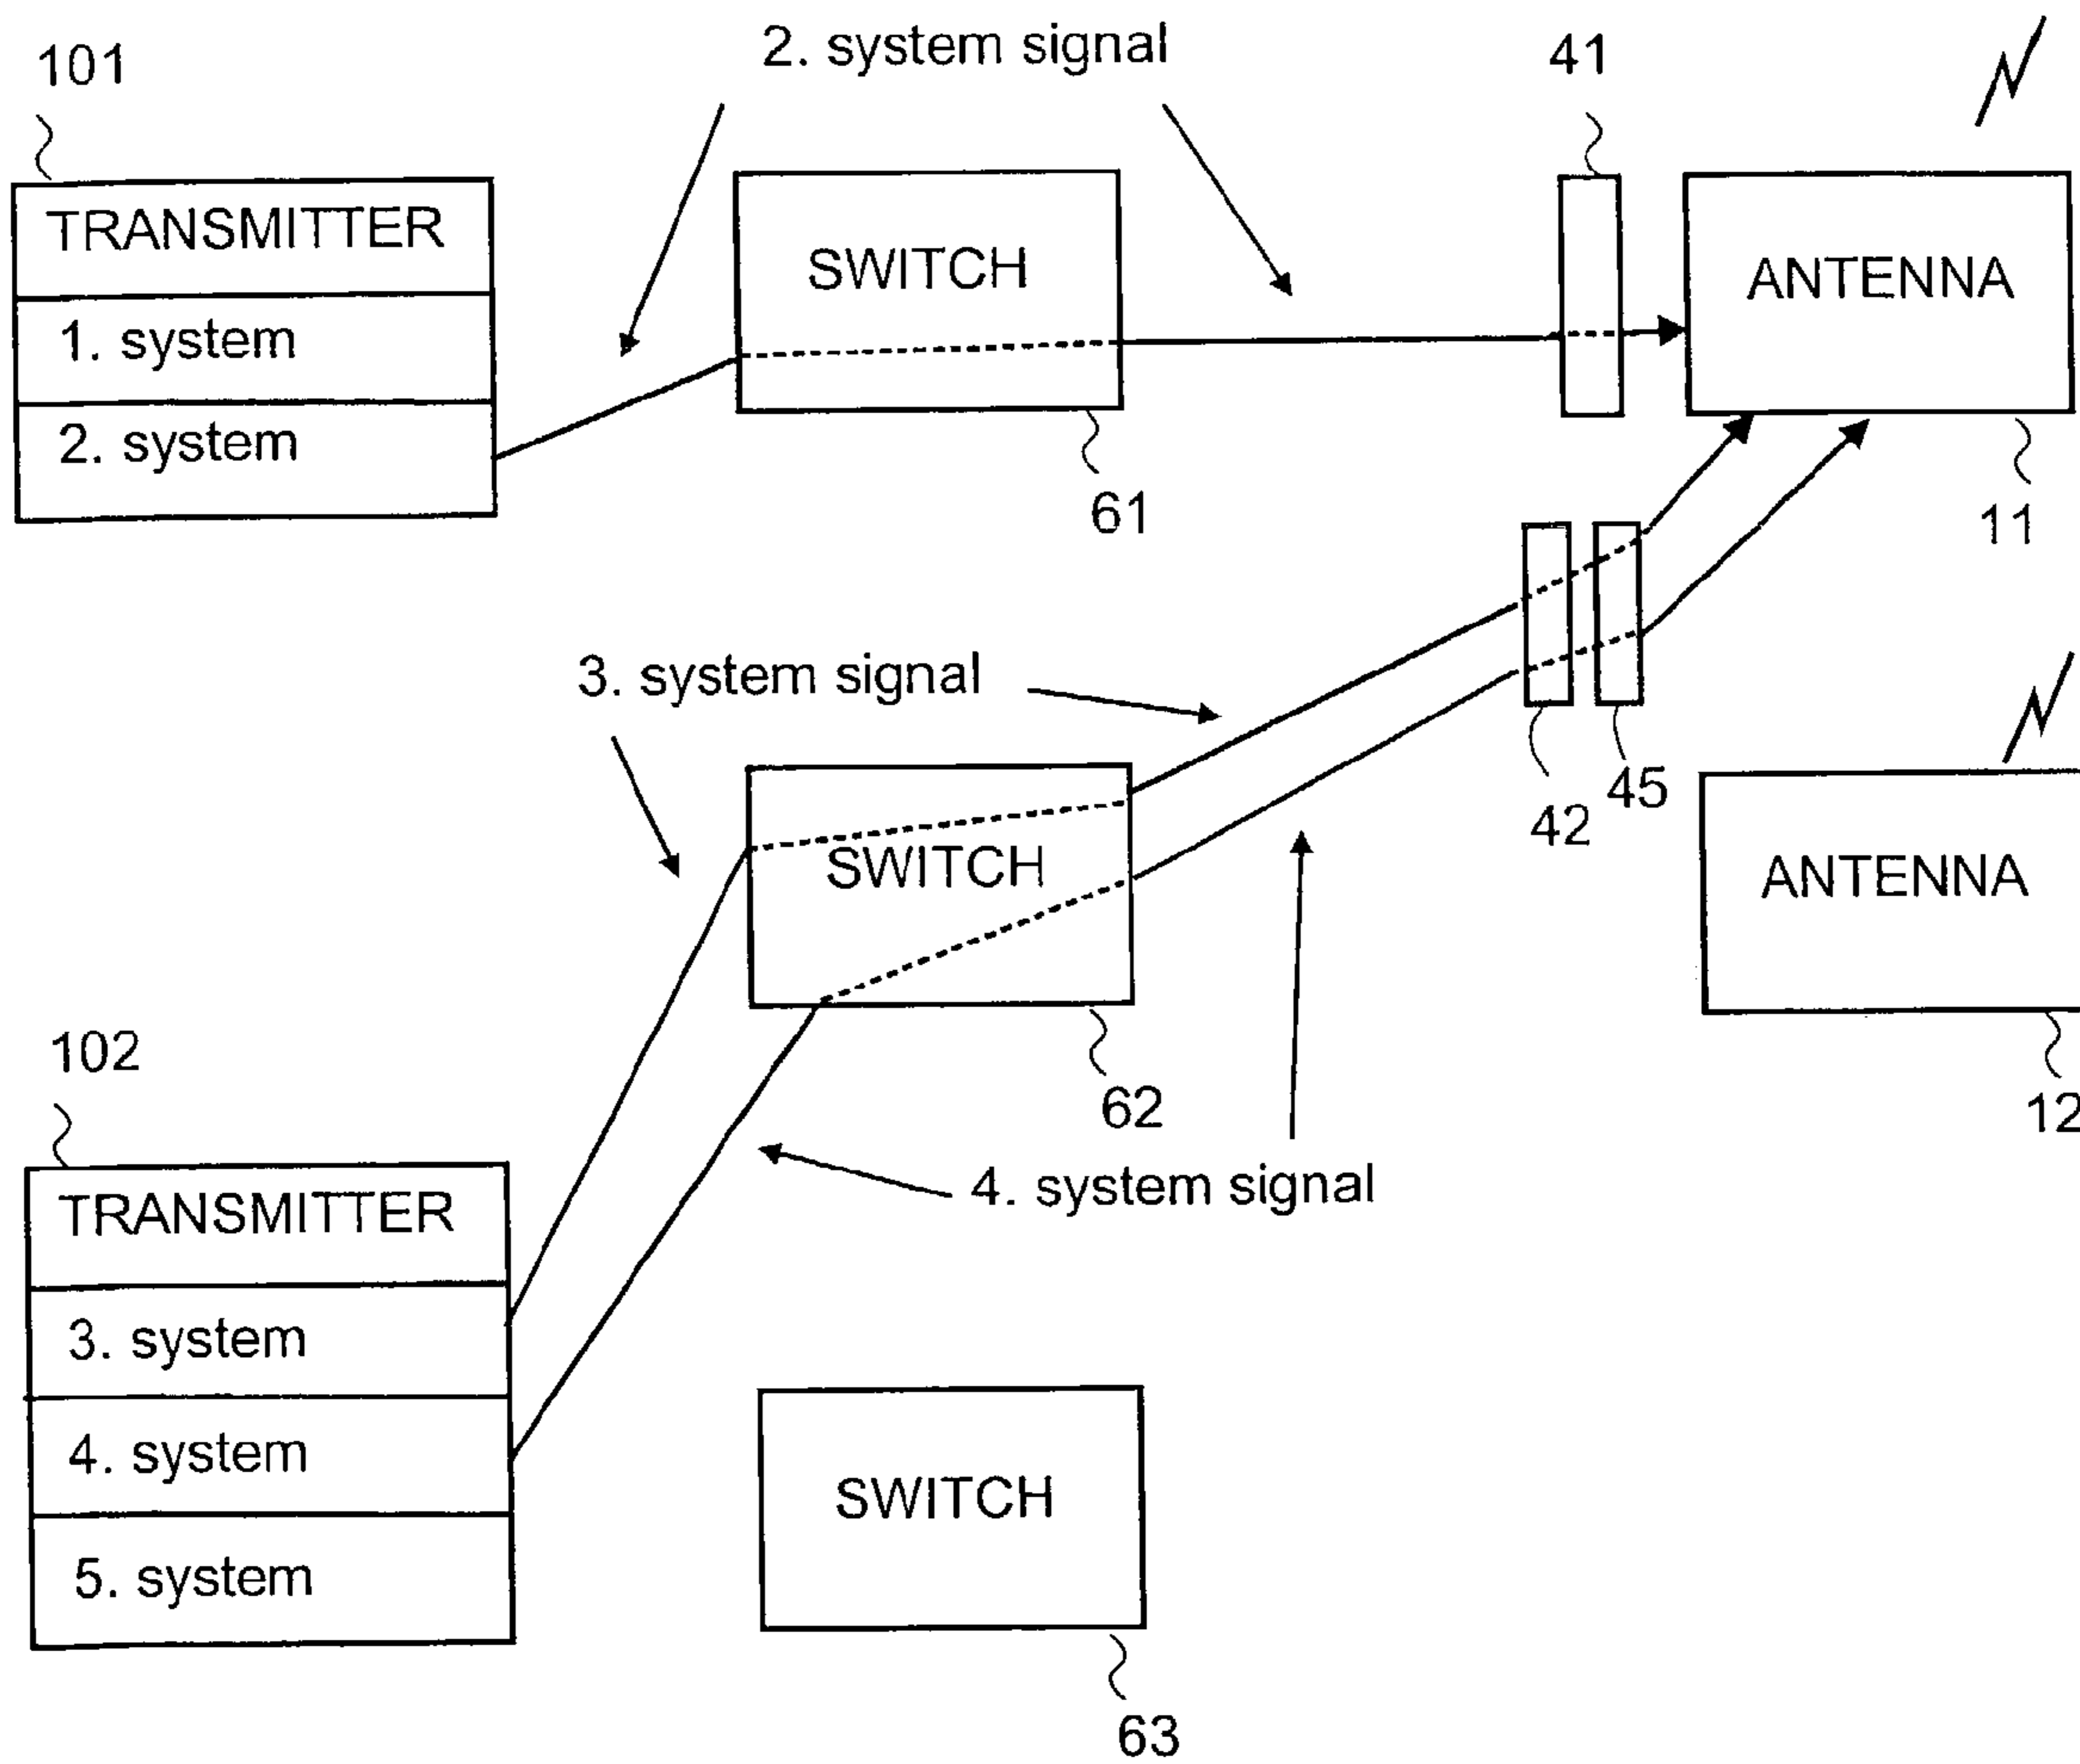 2. system signal
101
41
TRANSMITTER
1. system
2. system
SWITCH
ANTENNA
61
11
3. system signal
42
45
SWITCH
ANTENNA
62
12
102
4. system signal
TRANSMITTER
3. system
4. system
5. system
SWITCH
63